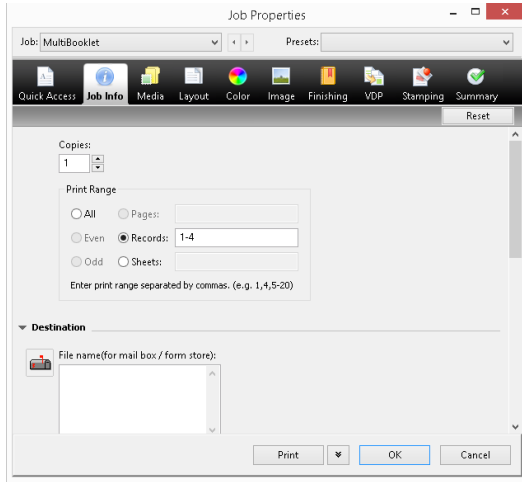 Job Properties
Job: MultiBooklet Presets:
Quick Access Job Info Media Layout Color Image Finishing VDP Stamping Summary
Reset
Copies:
1
Print Range
All Pages:
Even Records: 1-4
Odd Sheets:
Enter print range separated by commas. (e.g. 1,4,5-20)
Destination
File name(for mail box / form store):
Print OK Cancel